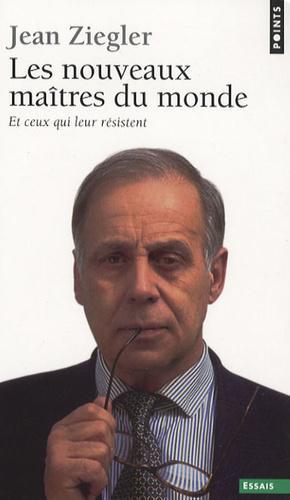 Jean Ziegler
POINTS
Les nouveaux
maîtres du monde
Et ceux qui leur résistent
ESSAIS